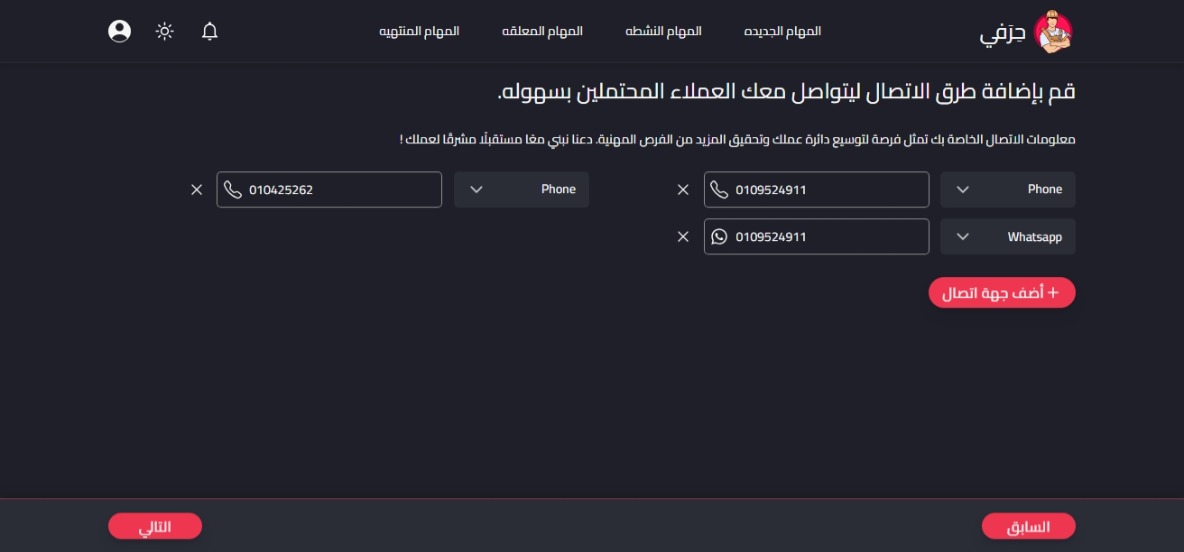 حِرَفي
المهام الجديده
المهام النشطه
المهام المعلقه
المهام المنتهيه
قم بإضافة طرق الاتصال ليتواصل معك العملاء المحتملين بسهوله.
معلومات الاتصال الخاصة بك تمثل فرصة لتوسيع دائرة عملك وتحقيق المزيد من الفرص المهنية. دعنا نبني معًا مستقبلًا مشرقًا لعملك !
Phone
0109524911
Phone
010425262
Whatsapp
0109524911
+ أضف جهة اتصال
السابق
التالي